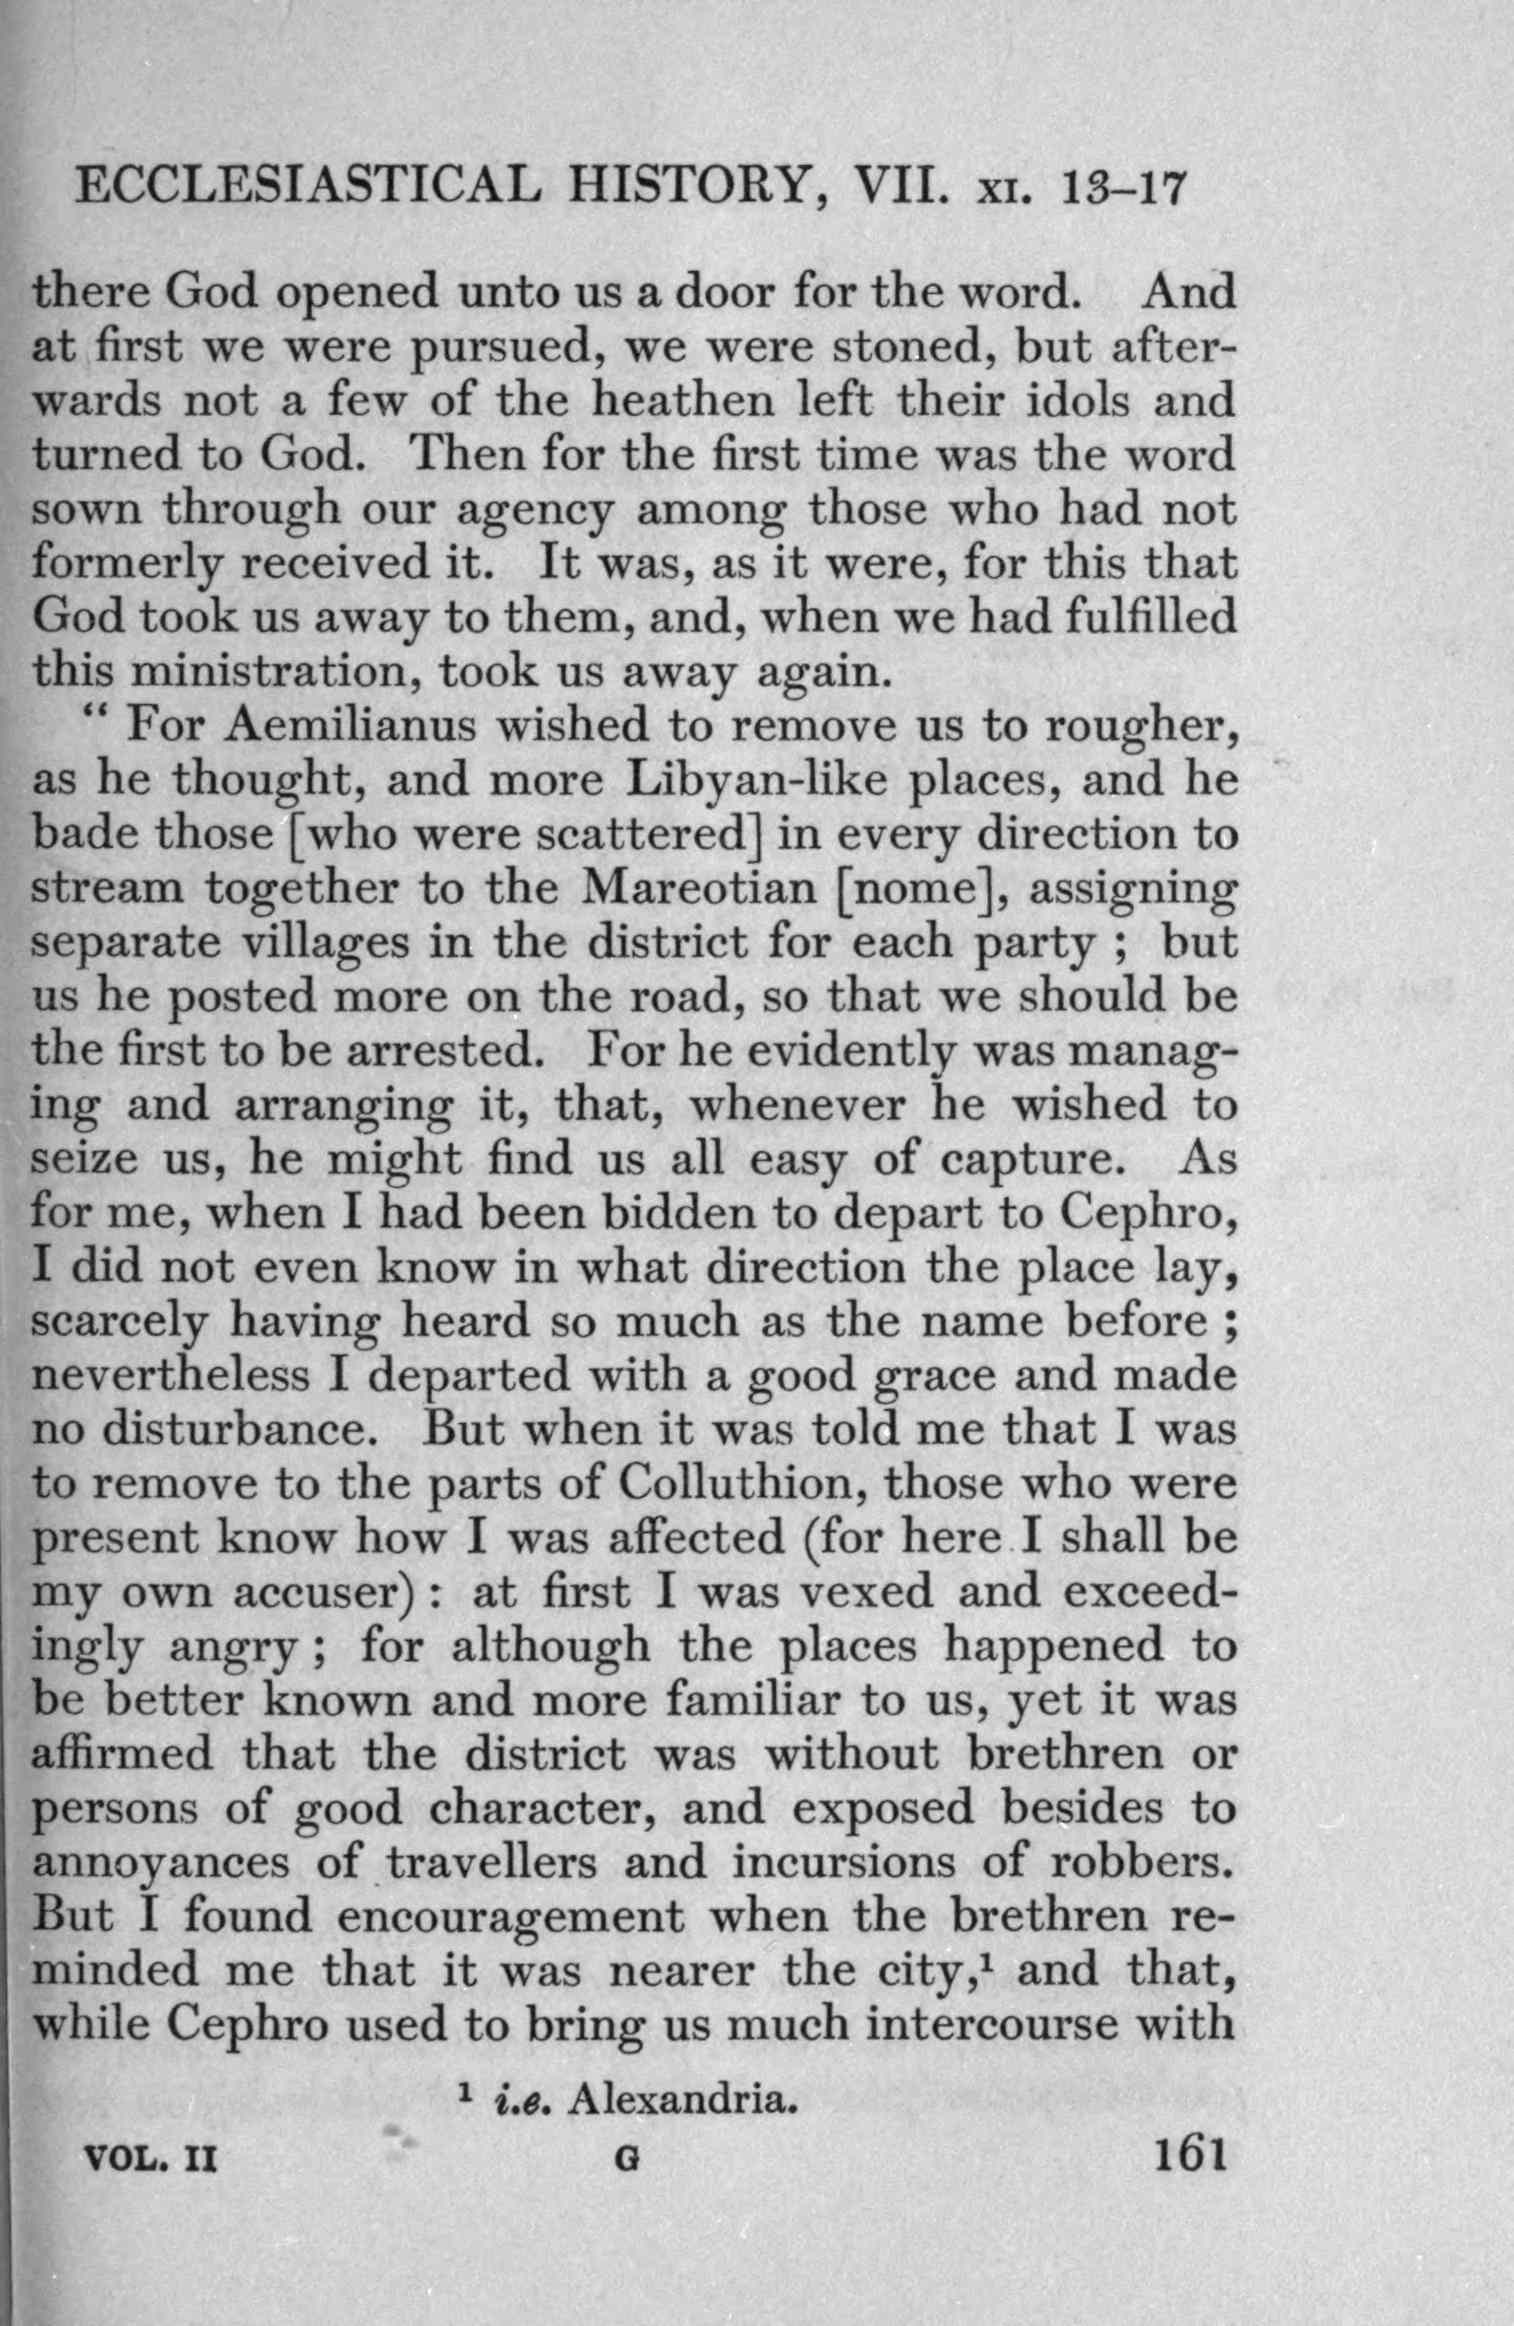 ECCLESIASTICAL HISTORY, VII. XI. 13–17
there God opened unto us a door for the word. And
at first we were pursued, we were stoned, but after-
wards not a few of the heathen left their idols and
turned to God. Then for the first time was the word
sown through our agency among those who had not
formerly received it. It was, as it were, for this that
God took us away to them, and, when we had fulfilled
this ministration, took us away again.
“ For Aemilianus wished to remove us to rougher,
as he thought, and more Libyan-like places, and he
bade those [who were scattered] in every direction to
stream together to the Mareotian [nome], assigning
separate villages in the district for each party ; but
us he posted more on the road, so that we should be
the first to be arrested. For he evidently was manag-
ing and arranging it, that, whenever he wished to
seize us, he might find us all easy of capture. As
for me, when I had been bidden to depart to Cephro,
I did not even know in what direction the place lay,
scarcely having heard so much as the name before ;
nevertheless I departed with a good grace and made
no disturbance. But when it was told me that I was
to remove to the parts of Colluthion, those who were
present know how I was affected (for here I shall be
my own accuser) : at first I was vexed and exceed-
ingly angry ; for although the places happened to
be better known and more familiar to us, yet it was
affirmed that the district was without brethren or
persons of good character, and exposed besides to
annoyances of travellers and incursions of robbers.
But I found encouragement when the brethren re-
minded me that it was nearer the city,¹ and that,
while Cephro used to bring us much intercourse with
¹ i.e. Alexandria.
VOL. II G 161